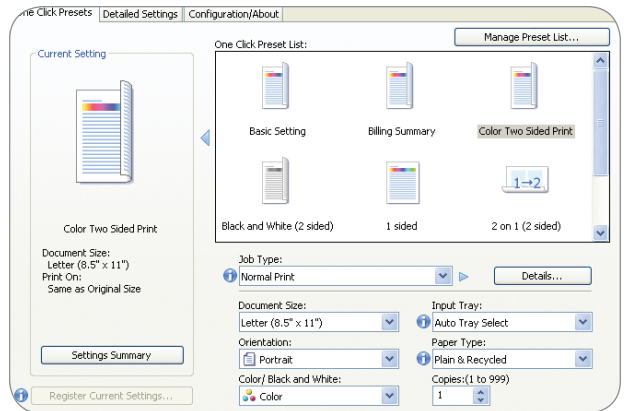 One Click Presets Detailed Settings Configuration/About
Manage Preset List...
Current Setting
One Click Preset List:
Basic Setting Billing Summary Color Two Sided Print
1→2
Black and White (2 sided) 1 sided 2 on 1 (2 sided)
Color Two Sided Print
Document Size:
Letter (8.5" x 11")
Print On:
Same as Original Size
Settings Summary
Register Current Settings...
Job Type:
Normal Print Details...
Document Size: Input Tray:
Letter (8.5" x 11") Auto Tray Select
Orientation: Paper Type:
Portrait Plain & Recycled
Color/ Black and White: Copies:(1 to 999)
Color 1